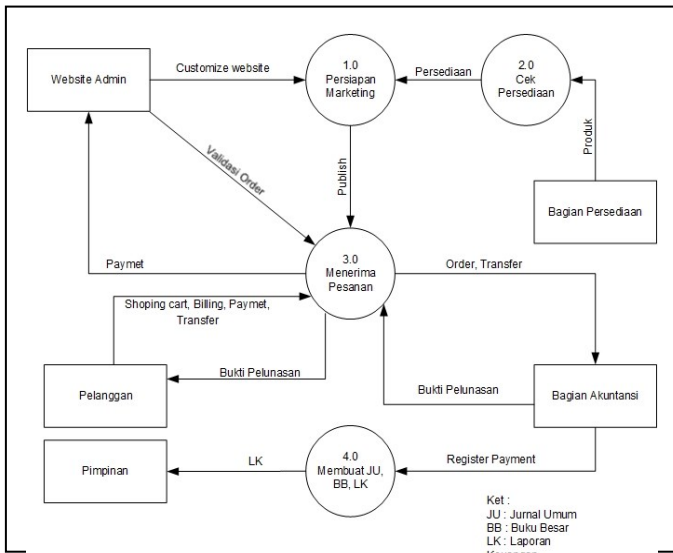 Website Admin
Customize website
1.0
Persiapan
Marketing
Persediaan
2.0
Cek
Persediaan
Validasi Order
Publish
Produk
Bagian Persediaan
Paymet
3.0
Menerima
Pesanan
Order, Transfer
Shoping cart, Billing, Paymet,
Transfer
Bukti Pelunasan
Bukti Pelunasan
Pelanggan
Bagian Akuntansi
Pimpinan
LK
4.0
Membuat JU,
BB, LK
Register Payment
Ket :
JU : Jurnal Umum
BB : Buku Besar
LK : Laporan